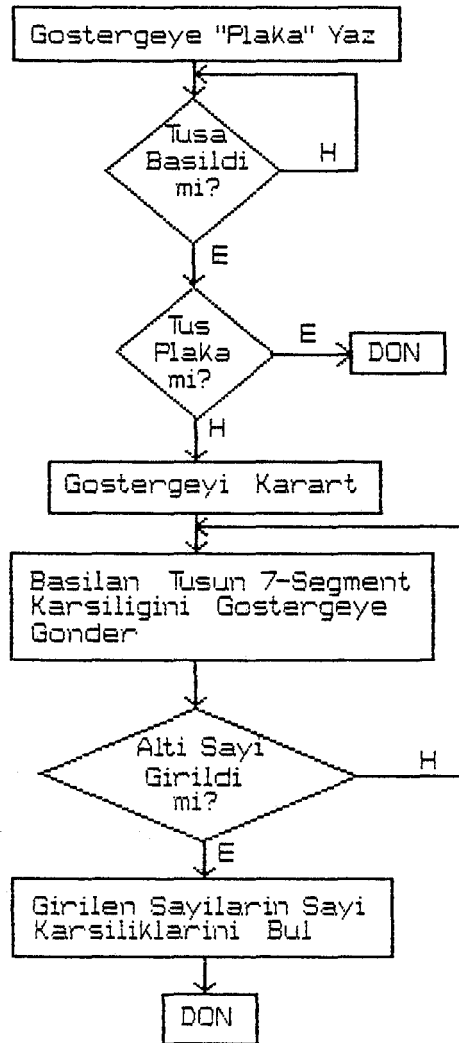 Gostergeye "Plaka" Yaz
Tusa
Basildi
mi?
H
E
Tus
Plaka
mi?
E
DON
H
Gostergeyi Karart
Basilan Tusun 7-Segment
Karsiligini Gostergeye
Gonder
Alti Sayi
Girildi
mi?
H
E
Girilen Sayilarin Sayi
Karsiliklarini Bul
DON